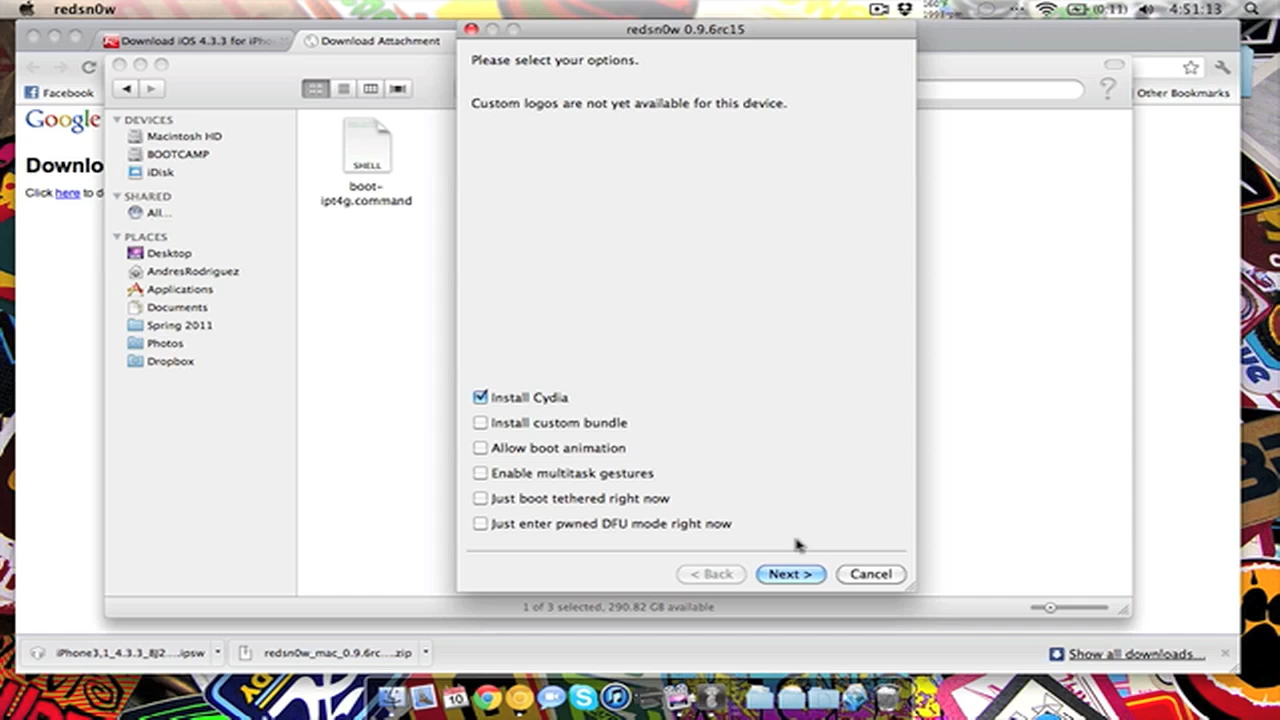 redsn0w
(0:11)
4:51:13
Download iOS 4.3.3 for iPho
Download Attachment
redsn0w 0.9.6rc15
Facebook
Other Bookmarks
Google
Downlo
Click here to d
DEVICES
Macintosh HD
BOOTCAMP
iDisk
SHARED
All...
PLACES
Desktop
AndresRodriguez
Applications
Documents
Spring 2011
Photos
Dropbox
SHELL
boot-
ipt4g.command
Please select your options.
Custom logos are not yet available for this device.
Install Cydia
Install custom bundle
Allow boot animation
Enable multitask gestures
Just boot tethered right now
Just enter pwned DFU mode right now
< Back
Next >
Cancel
1 of 3 selected, 290.82 GB available
iPhone3,1_4.3.3_8J2....ipsw
redsn0w_mac_0.9.6rc....zip
Show all downloads...